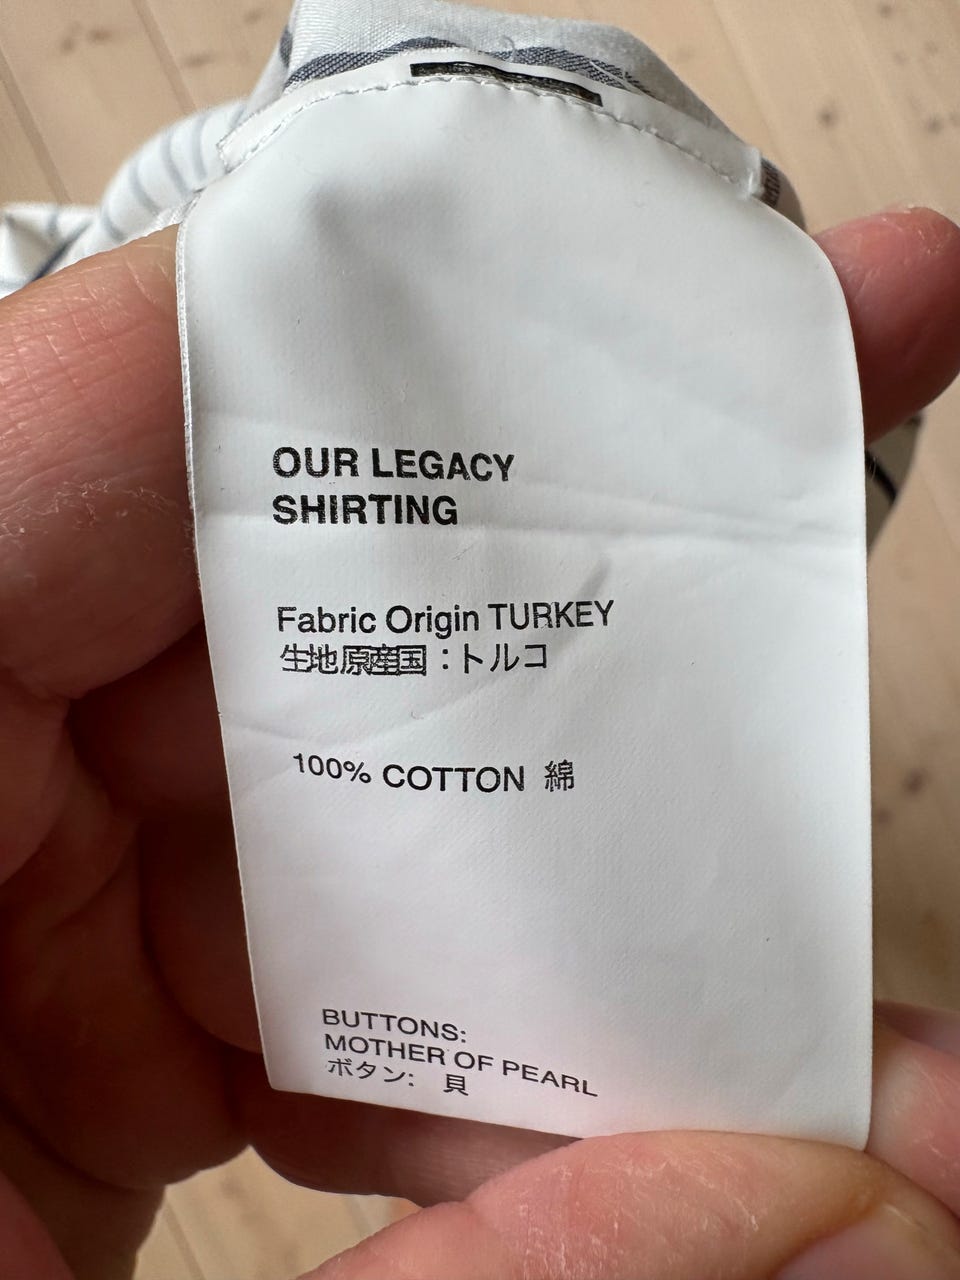 OUR LEGACY
SHIRTING
Fabric Origin TURKEY
生地原産国：トルコ
100% COTTON 綿
BUTTONS:
MOTHER OF PEARL
ボタン: 貝